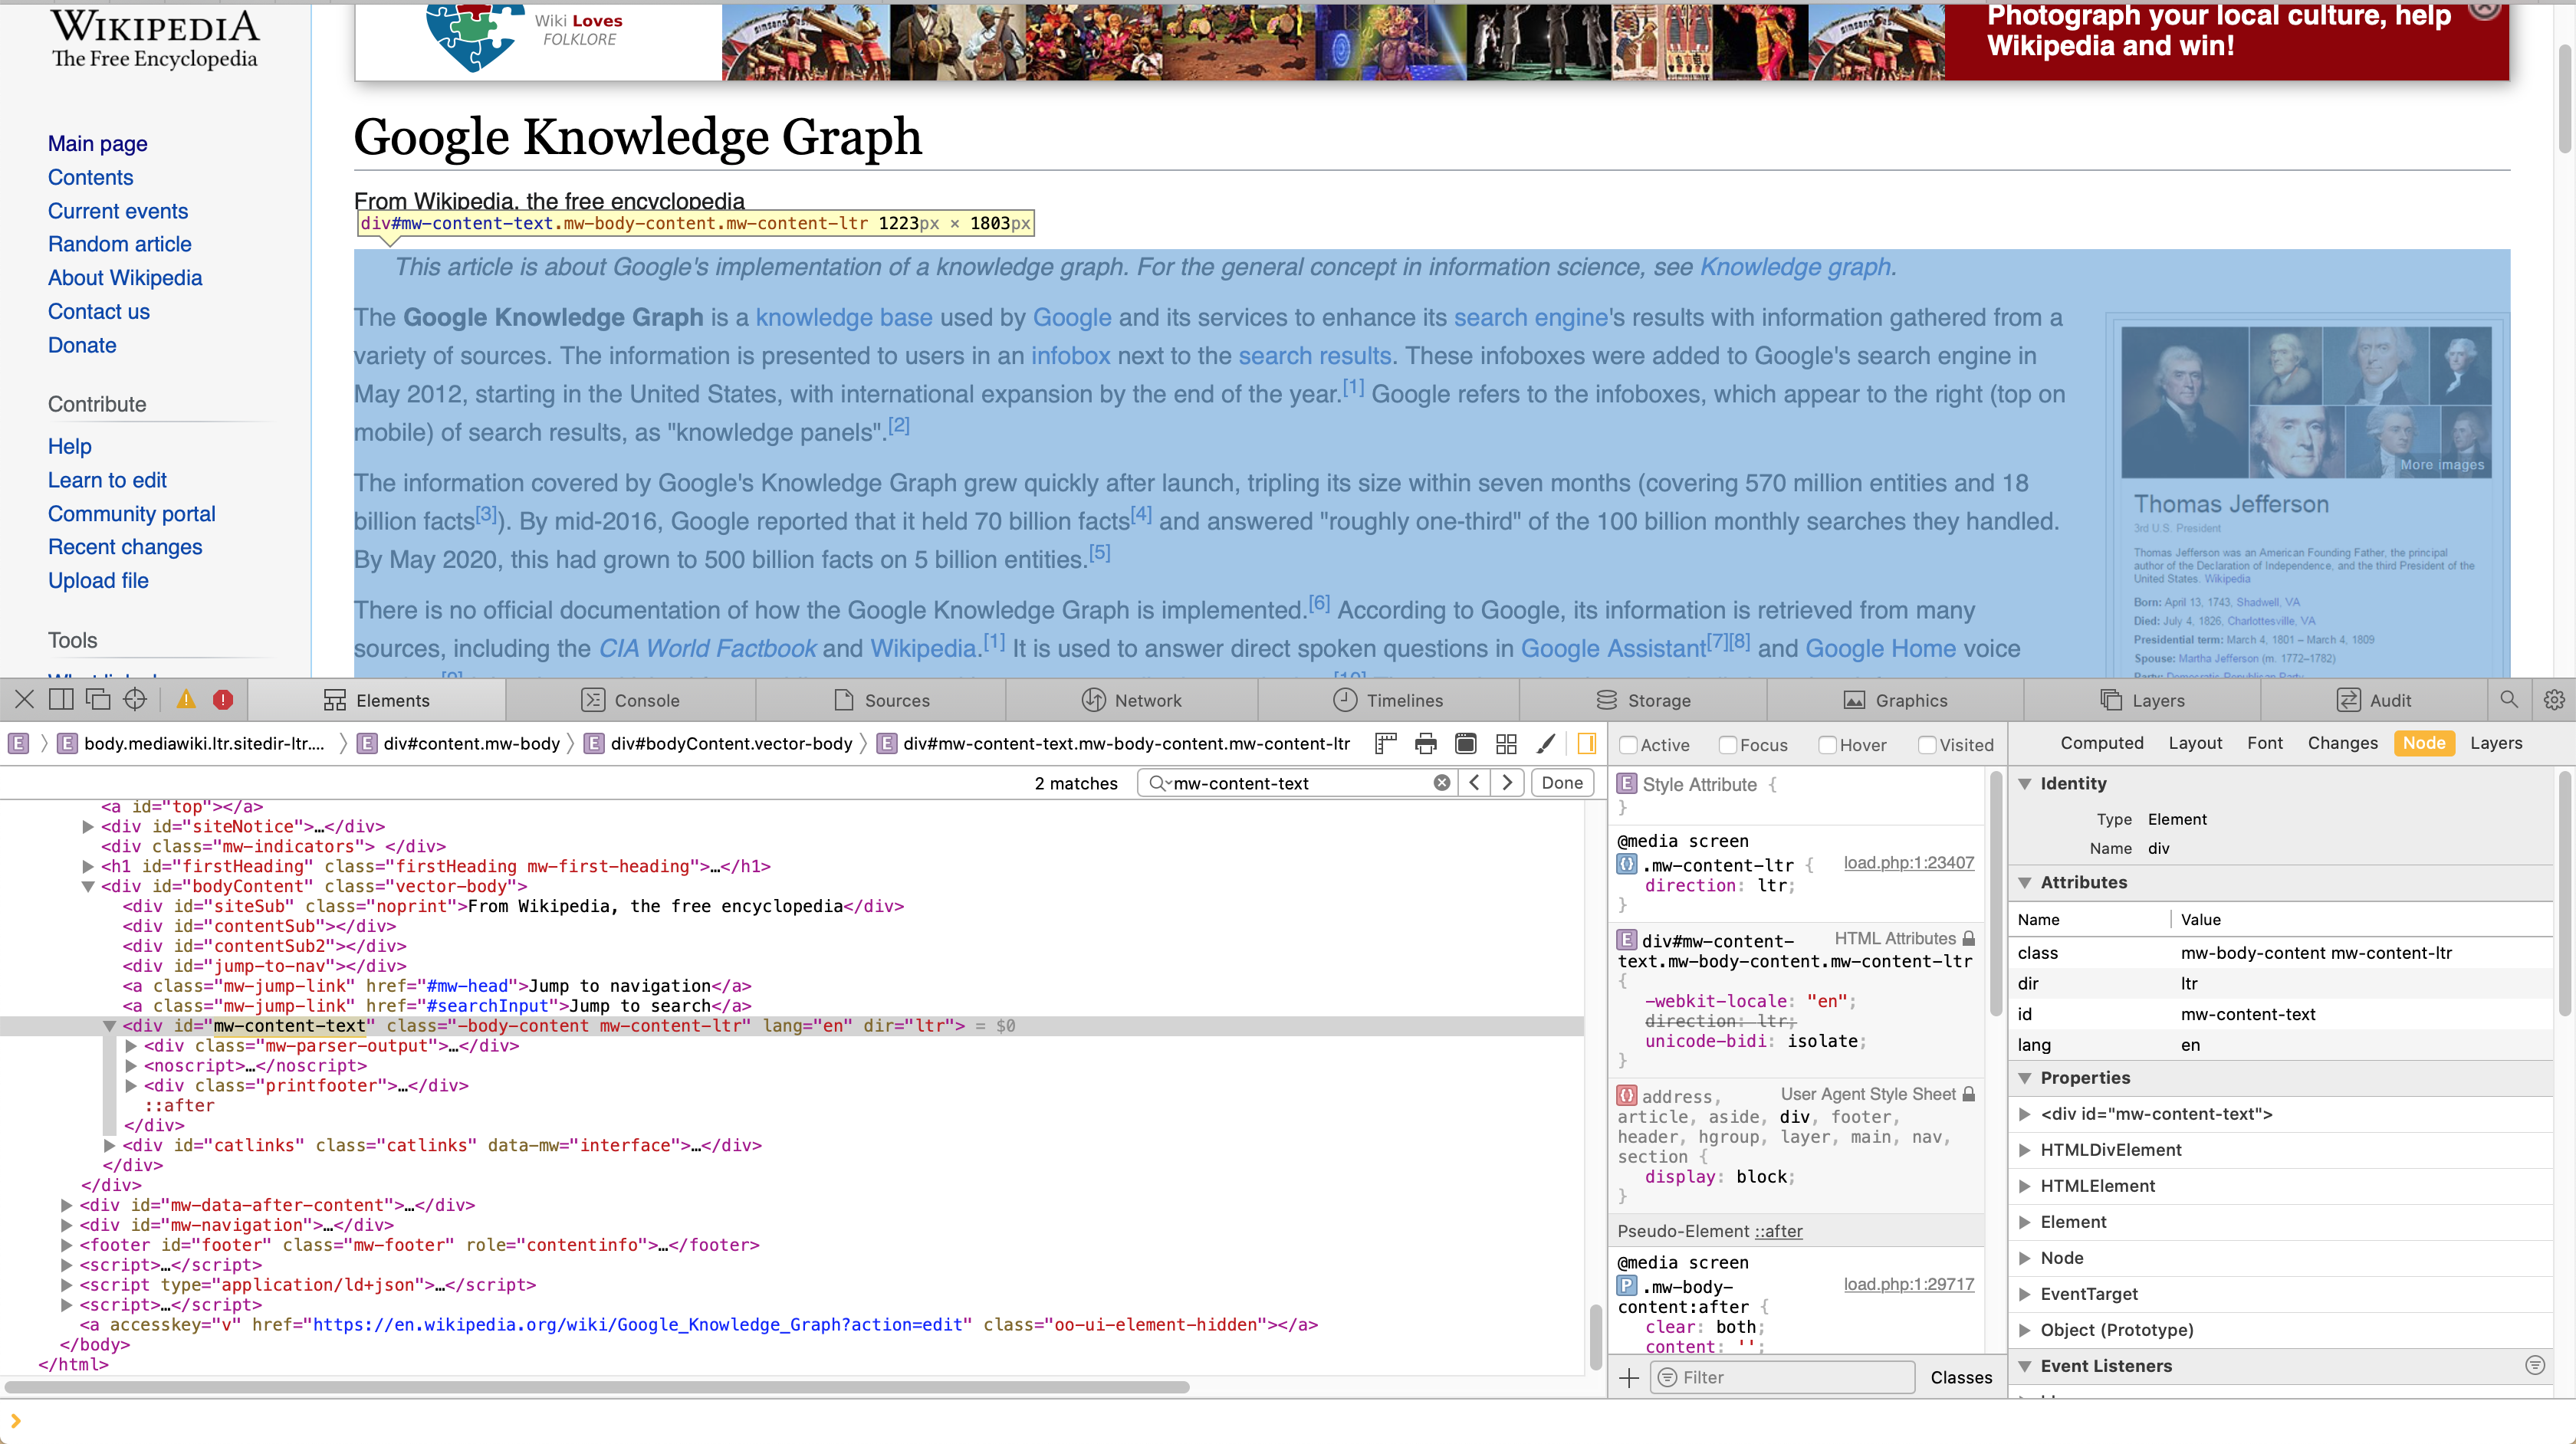 WIKIPEDIA
The Free Encyclopedia
Wiki Loves
FOLKLORE
Photograph your local culture, help
Wikipedia and win!
Main page
Contents
Current events
Random article
About Wikipedia
Contact us
Donate
Contribute
Help
Learn to edit
Community portal
Recent changes
Upload file
Tools
Google Knowledge Graph
From Wikipedia, the free encyclopedia
div#mw-content-text.mw-body-content.mw-content-ltr 1223px × 1803px
This article is about Google's implementation of a knowledge graph. For the general concept in information science, see Knowledge graph.
The Google Knowledge Graph is a knowledge base used by Google and its services to enhance its search engine's results with information gathered from a
variety of sources. The information is presented to users in an infobox next to the search results. These infoboxes were added to Google's search engine in
May 2012, starting in the United States, with international expansion by the end of the year.[1] Google refers to the infoboxes, which appear to the right (top on
mobile) of search results, as "knowledge panels".[2]
The information covered by Google's Knowledge Graph grew quickly after launch, tripling its size within seven months (covering 570 million entities and 18
billion facts[3]). By mid-2016, Google reported that it held 70 billion facts[4] and answered "roughly one-third" of the 100 billion monthly searches they handled.
By May 2020, this had grown to 500 billion facts on 5 billion entities.[5]
There is no official documentation of how the Google Knowledge Graph is implemented.[6] According to Google, its information is retrieved from many
sources, including the CIA World Factbook and Wikipedia.[1] It is used to answer direct spoken questions in Google Assistant[7][8] and Google Home voice
More images
Thomas Jefferson
3rd U.S. President
Thomas Jefferson was an American Founding Father, the principal
author of the Declaration of Independence, and the third President of the
United States. Wikipedia
Born: April 13, 1743, Shadwell, VA
Died: July 4, 1826, Charlottesville, VA
Presidential term: March 4, 1801 – March 4, 1809
Spouse: Martha Jefferson (m. 1772–1782)
Party: Democratic-Republican Party
Elements
Console
Sources
Network
Timelines
Storage
Graphics
Layers
Audit
E E body.mediawiki.ltr.sitedir-ltr.... E div#content.mw-body E div#bodyContent.vector-body E div#mw-content-text.mw-body-content.mw-content-ltr
2 matches mw-content-text Done
<a id="top"></a>
<div id="siteNotice">…</div>
<div class="mw-indicators"> </div>
<h1 id="firstHeading" class="firstHeading mw-first-heading">…</h1>
<div id="bodyContent" class="vector-body">
<div id="siteSub" class="noprint">From Wikipedia, the free encyclopedia</div>
<div id="contentSub"></div>
<div id="contentSub2"></div>
<div id="jump-to-nav"></div>
<a class="mw-jump-link" href="#mw-head">Jump to navigation</a>
<a class="mw-jump-link" href="#searchInput">Jump to search</a>
<div id="mw-content-text" class="-body-content mw-content-ltr" lang="en" dir="ltr"> = $0
<div class="mw-parser-output">…</div>
<noscript>…</noscript>
<div class="printfooter">…</div>
::after
</div>
<div id="catlinks" class="catlinks" data-mw="interface">…</div>
</div>
</div>
<div id="mw-data-after-content">…</div>
<div id="mw-navigation">…</div>
<footer id="footer" class="mw-footer" role="contentinfo">…</footer>
<script>…</script>
<script type="application/ld+json">…</script>
<script>…</script>
<a accesskey="v" href="https://en.wikipedia.org/wiki/Google_Knowledge_Graph?action=edit" class="oo-ui-element-hidden"></a>
</body>
</html>
Active Focus Hover Visited
E Style Attribute {
}
@media screen
.mw-content-ltr { load.php:1:23407
direction: ltr;
}
E div#mw-content- HTML Attributes
text.mw-body-content.mw-content-ltr
{
-webkit-locale: "en";
direction: ltr;
unicode-bidi: isolate;
}
address, User Agent Style Sheet
article, aside, div, footer,
header, hgroup, layer, main, nav,
section {
display: block;
}
Pseudo-Element ::after
@media screen
P .mw-body- load.php:1:29717
content:after {
clear: both;
content: '';
Filter Classes
Computed Layout Font Changes Node Layers
Identity
Type Element
Name div
Attributes
Name Value
class mw-body-content mw-content-ltr
dir ltr
id mw-content-text
lang en
Properties
<div id="mw-content-text">
HTMLDivElement
HTMLElement
Element
Node
EventTarget
Object (Prototype)
Event Listeners